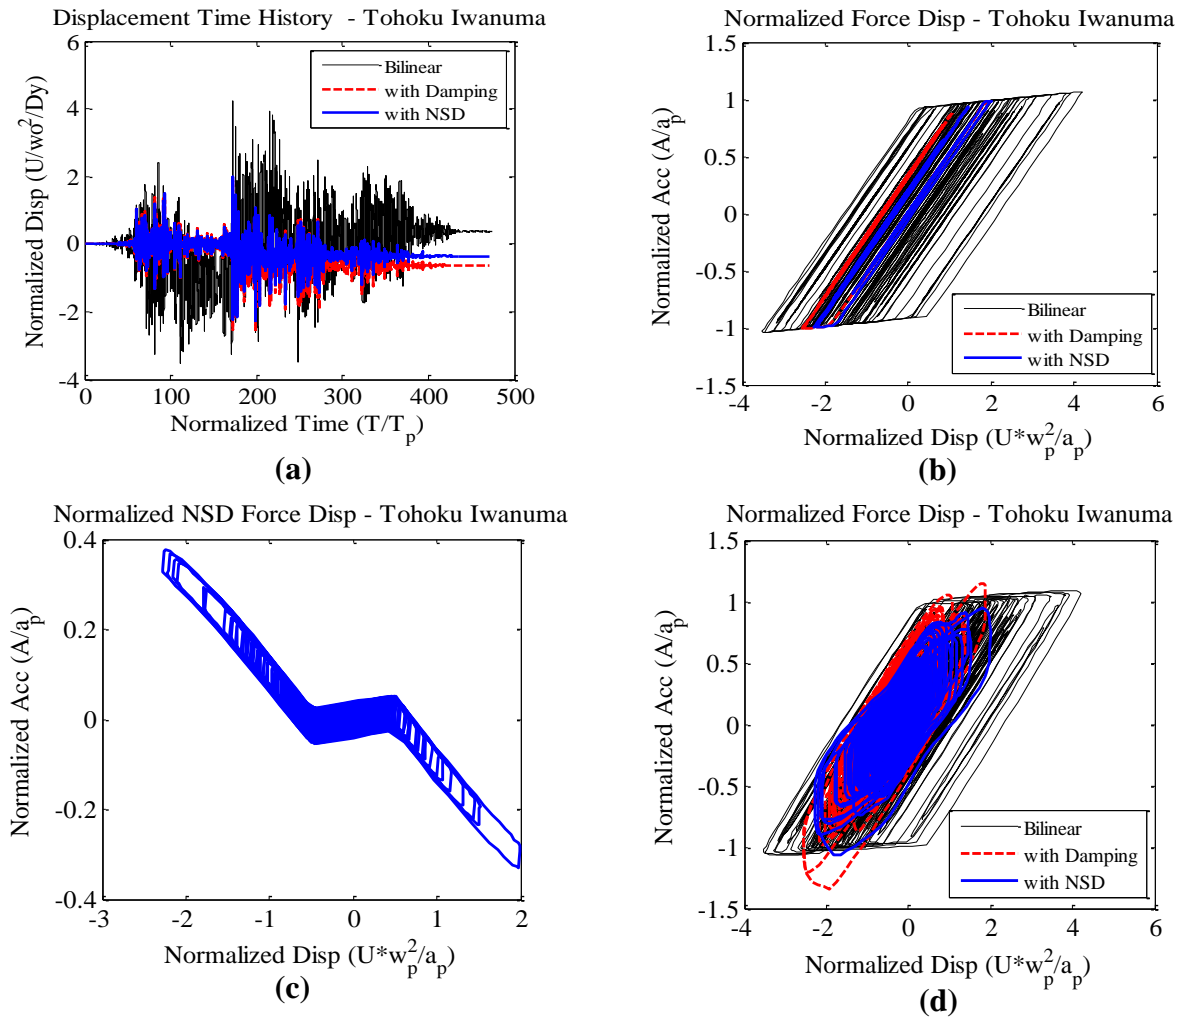 Displacement Time History - Tohoku Iwanuma
Normalized Disp (U/wo²/Dy)
6
4
2
0
-2
-4
0
100
200
300
400
500
Bilinear
with Damping
with NSD
Normalized Time (T/Tp)
(a)
Normalized Force Disp - Tohoku Iwanuma
Normalized Acc (A/ap)
1.5
1
0.5
0
-0.5
-1
-1.5
-4
-2
0
2
4
6
Bilinear
with Damping
with NSD
Normalized Disp (U*wp²/ap)
(b)
Normalized NSD Force Disp - Tohoku Iwanuma
Normalized Acc (A/ap)
0.4
0.2
0
-0.2
-0.4
-3
-2
-1
0
1
2
Normalized Disp (U*wp²/ap)
(c)
Normalized Force Disp - Tohoku Iwanuma
Normalized Acc (A/ap)
1.5
1
0.5
0
-0.5
-1
-1.5
-4
-2
0
2
4
6
Bilinear
with Damping
with NSD
Normalized Disp (U*wp²/ap)
(d)